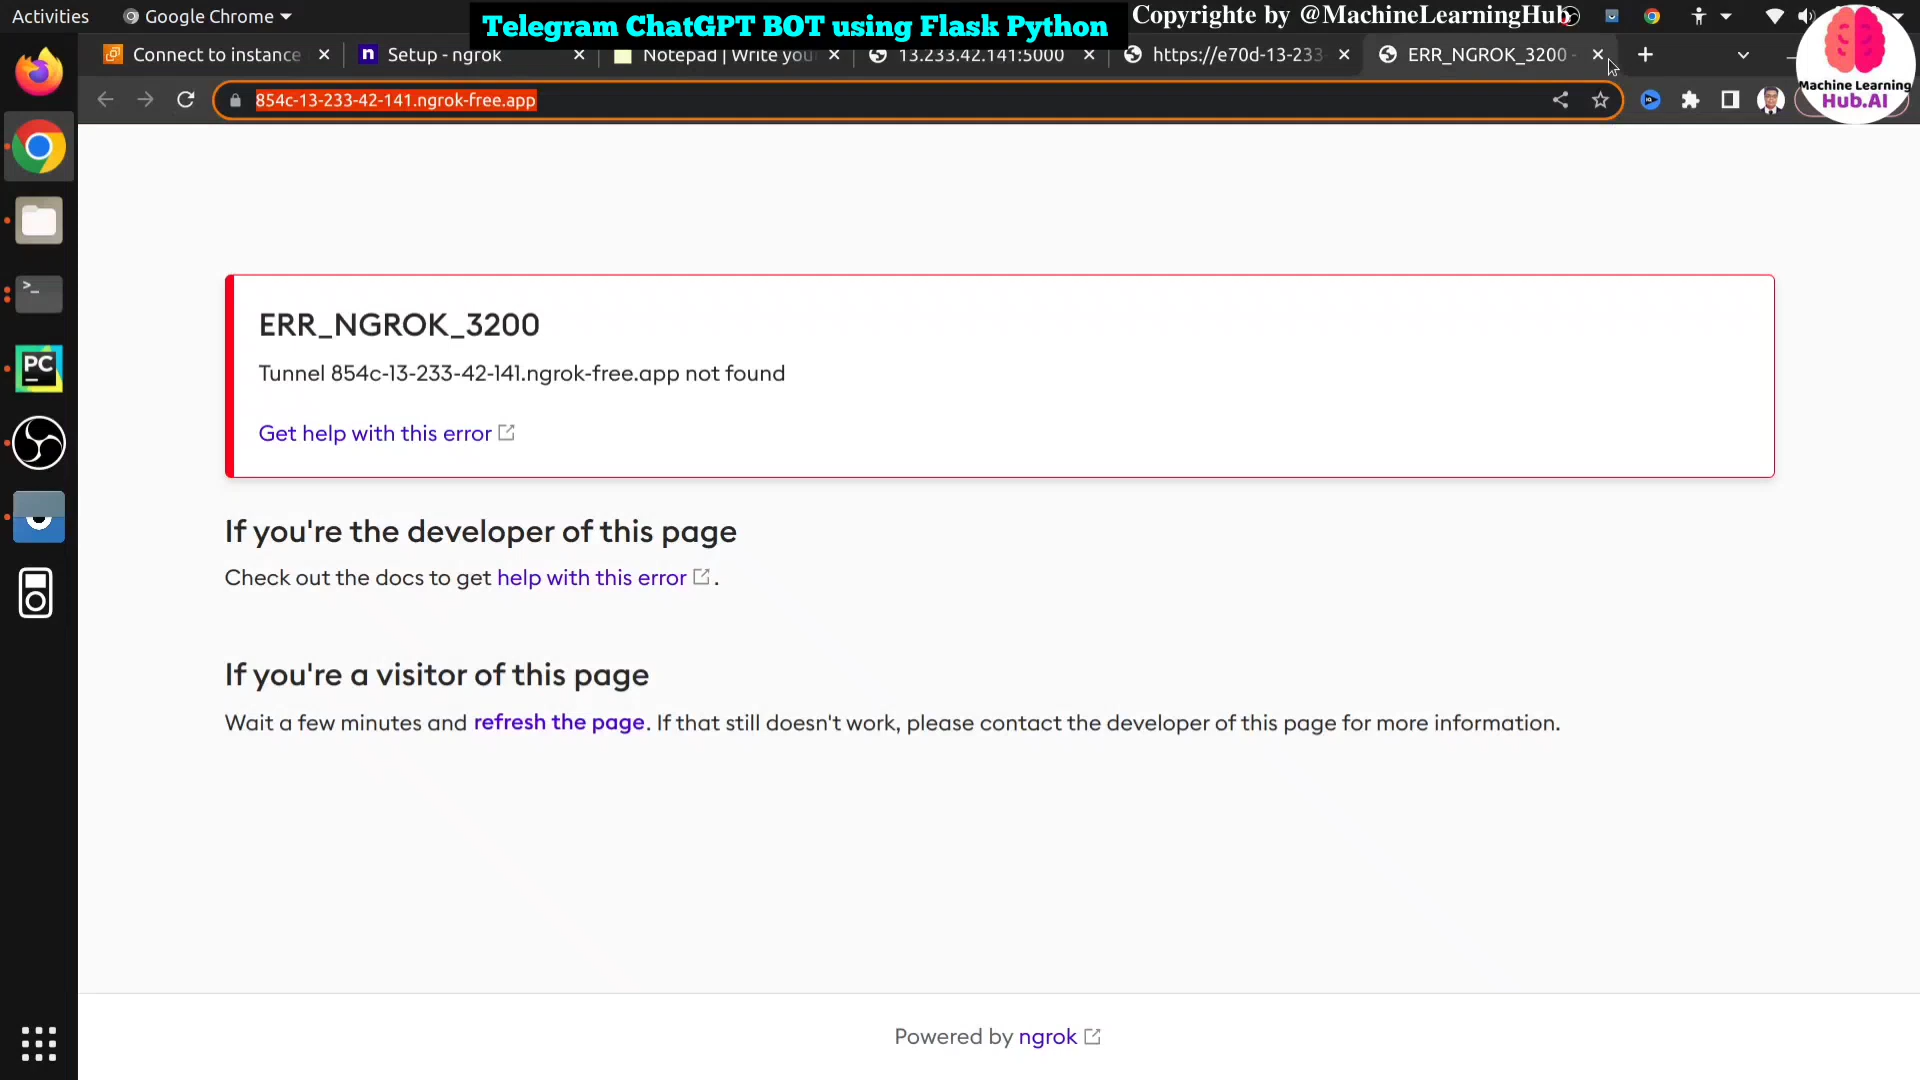 Activities
Google Chrome
Telegram ChatGPT BOT using Flask Python
Copyrighte by @MachineLearningHub
Connect to instance
Setup - ngrok
Notepad | Write you
13.233.42.141:5000
https://e70d-13-233
ERR_NGROK_3200 -
Machine Learning
Hub.AI
854c-13-233-42-141.ngrok-free.app
PC
ERR_NGROK_3200
Tunnel 854c-13-233-42-141.ngrok-free.app not found
Get help with this error
If you're the developer of this page
Check out the docs to get help with this error .
If you're a visitor of this page
Wait a few minutes and refresh the page. If that still doesn't work, please contact the developer of this page for more information.
Powered by ngrok